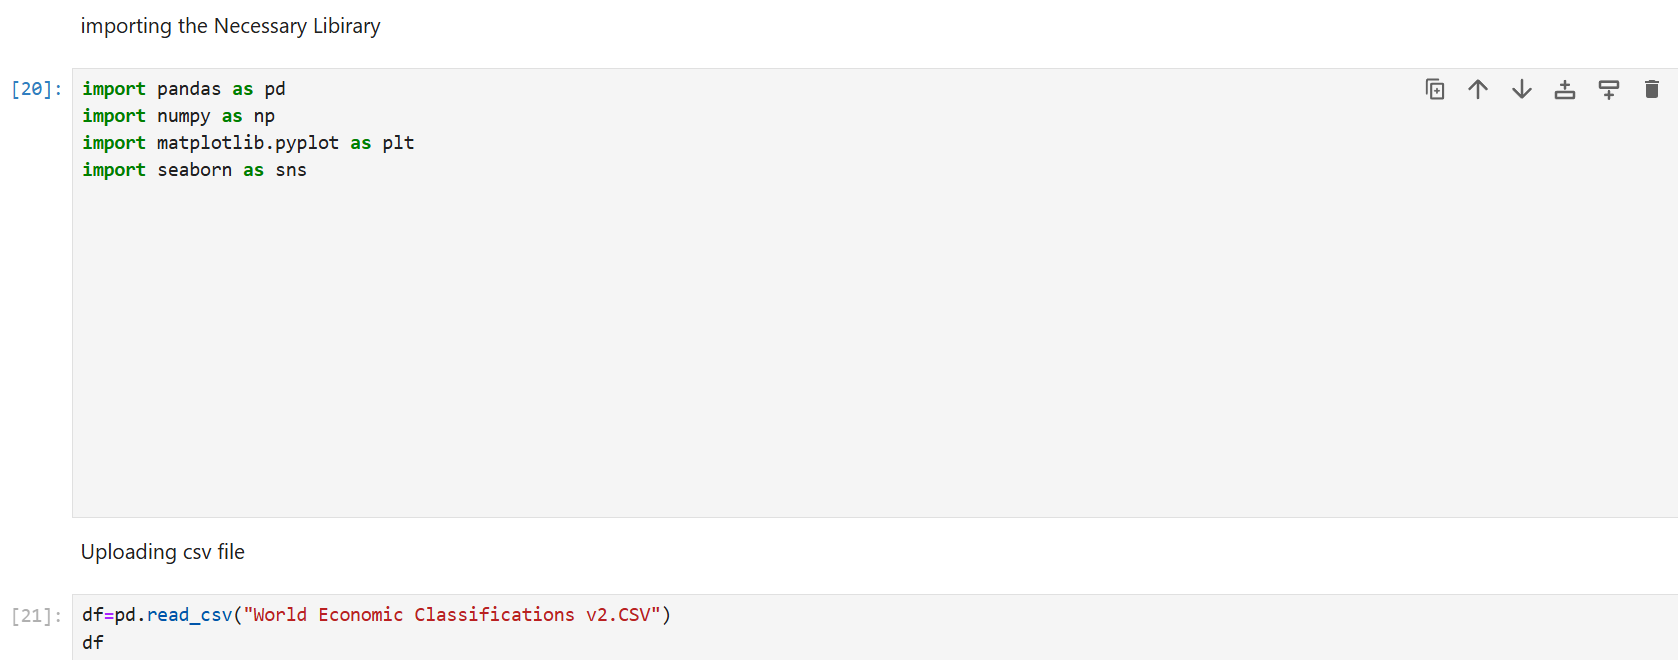 importing the Necessary Libirary
[20]:
import pandas as pd
import numpy as np
import matplotlib.pyplot as plt
import seaborn as sns
Uploading csv file
[21]:
df=pd.read_csv("World Economic Classifications v2.CSV")
df